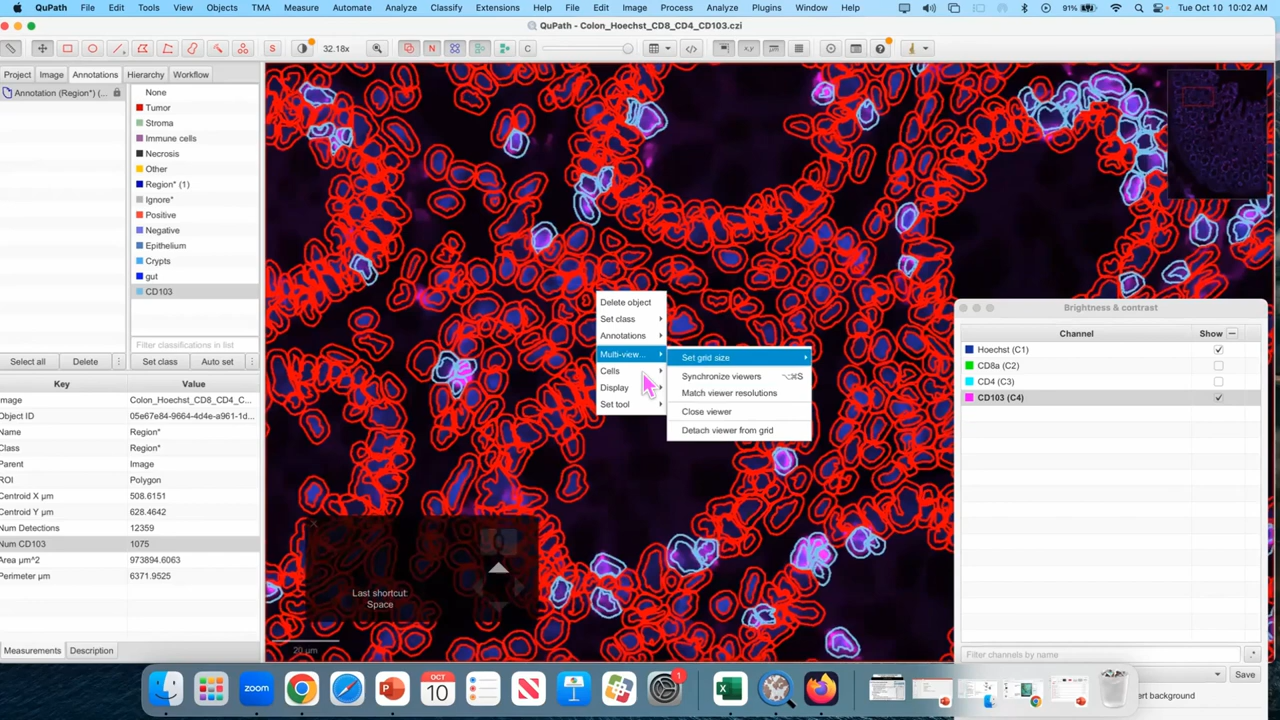 QuPath File Edit Tools View Objects TMA Measure Automate Analyze Classify Extensions Help File Edit Image Process Analyze Plugins Window Help 91% Tue Oct 10 10:02 AM
QuPath - Colon_Hoechst_CD8_CD4_CD103.czi
S 32.18x N C x,y
Project Image Annotations Hierarchy Workflow
Annotation (Region*) (...
None
Tumor
Stroma
Immune cells
Necrosis
Other
Region* (1)
Ignore*
Positive
Negative
Epithelium
Crypts
gut
CD103
Filter classifications in list
Select all Delete Set class Auto set
Key Value
Image Colon_Hoechst_CD8_CD4_C...
Object ID 05e67e84-9664-4d4e-a961-1d...
Name Region*
Class Region*
Parent Image
ROI Polygon
Centroid X µm 508.6151
Centroid Y µm 628.4642
Num Detections 12359
Num CD103 1075
Area µm^2 973894.6063
Perimeter µm 6371.9525
Measurements Description
Delete object
Set class
Annotations
Multi-view...
Cells
Display
Set tool
Set grid size
Synchronize viewers ⌥⌘S
Match viewer resolutions
Close viewer
Detach viewer from grid
Last shortcut:
Space
20 µm
Brightness & contrast
Channel Show
Hoechst (C1)
CD8a (C2)
CD4 (C3)
CD103 (C4)
Filter channels by name .*
Save
ert background
zoom
OCT
10
1